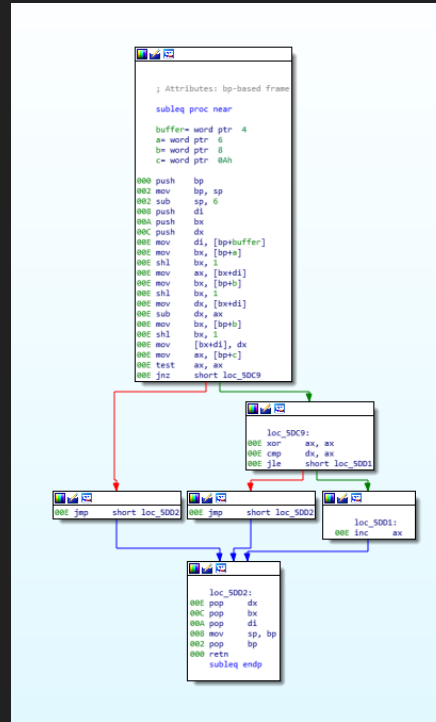 ; Attributes: bp-based frame
subleq proc near
buffer= word ptr  4
a= word ptr  6
b= word ptr  8
c= word ptr  0Ah
000 push    bp
002 mov     bp, sp
002 sub     sp, 6
008 push    di
00A push    bx
00C push    dx
00E mov     di, [bp+buffer]
00E mov     bx, [bp+a]
00E shl     bx, 1
00E mov     ax, [bx+di]
00E mov     bx, [bp+b]
00E shl     bx, 1
00E mov     dx, [bx+di]
00E sub     dx, ax
00E mov     bx, [bp+b]
00E shl     bx, 1
00E mov     [bx+di], dx
00E mov     ax, [bp+c]
00E test    ax, ax
00E jnz     short loc_5DC9
loc_5DC9:
00E xor     ax, ax
00E cmp     dx, ax
00E jle     short loc_5DD1
00E jmp     short loc_5DD2
00E jmp     short loc_5DD2
loc_5DD1:
00E inc     ax
loc_5DD2:
00E pop     dx
00C pop     bx
00A pop     di
008 mov     sp, bp
002 pop     bp
000 retn
subleq endp